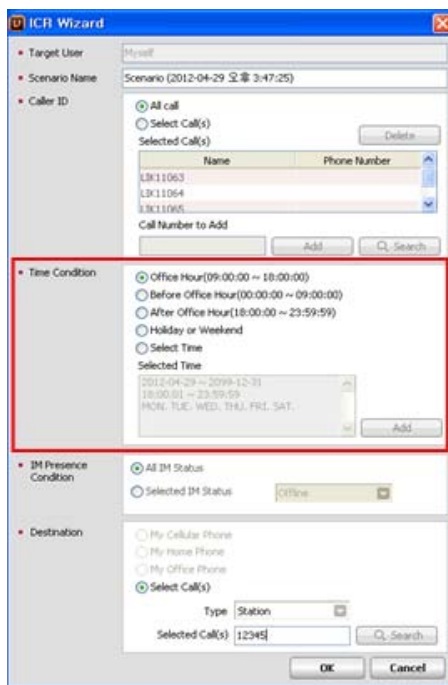 ICR Wizard
Target User
Myself
Scenario Name
Scenario (2012-04-29 오후 3:47:25)
Caller ID
All call
Select Call(s)
Selected Call(s)
Delete
Name Phone Number
LIK11063
LIK11064
LIK11065
Call Number to Add
Add
Search
Time Condition
Office Hour(09:00:00 ~ 18:00:00)
Before Office Hour(00:00:00 ~ 09:00:00)
After Office Hour(18:00:00 ~ 23:59:59)
Holiday or Weekend
Select Time
Selected Time
2012-04-29 ~ 2099-12-31
18:00:01 ~ 23:59:59
MON. TUE. WED. THU. FRI. SAT.
Add
IM Presence
Condition
All IM Status
Selected IM Status
Offline
Destination
My Cellular Phone
My Home Phone
My Office Phone
Select Call(s)
Type Station
Selected Call(s) 12345
Search
OK Cancel